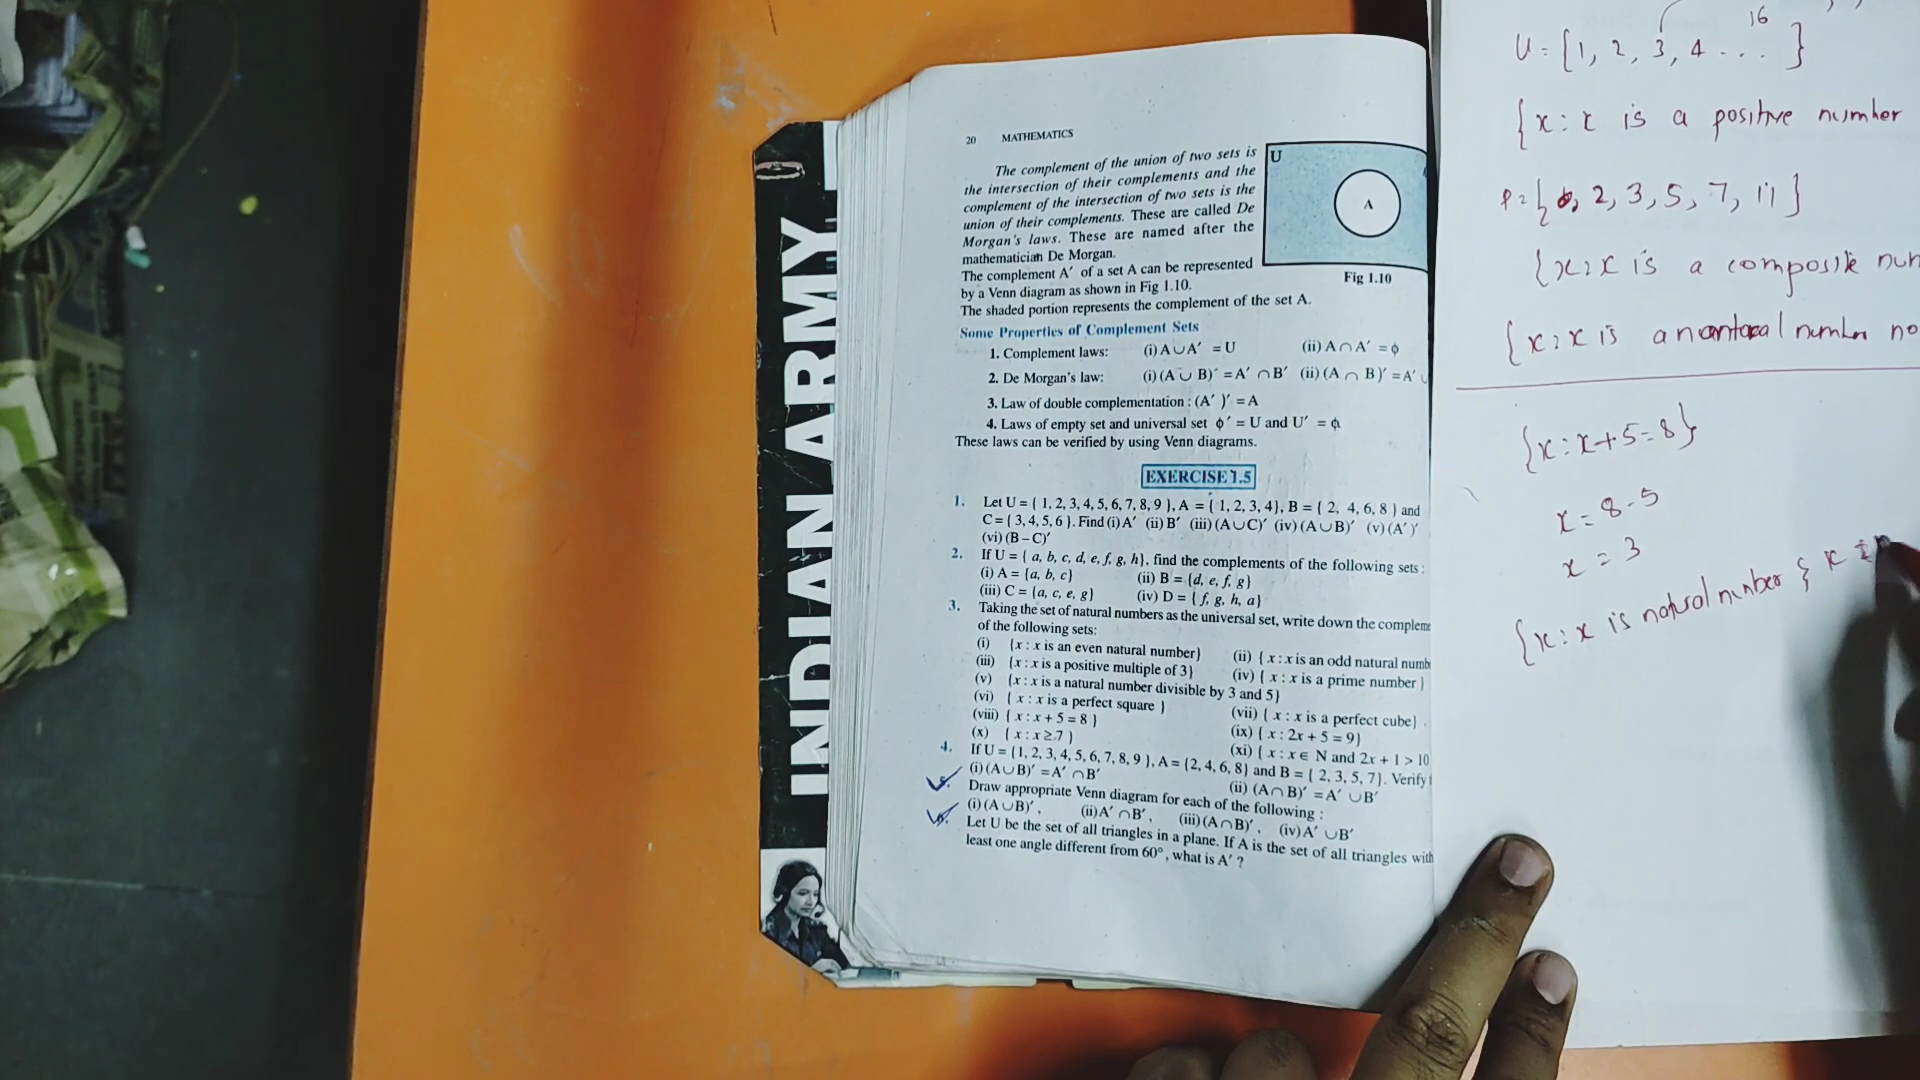 INDIAN ARMY
20 MATHEMATICS
The complement of the union of two sets is
the intersection of their complements and the
complement of the intersection of two sets is the
union of their complements. These are called De
Morgan's laws. These are named after the
mathematician De Morgan.
The complement A′ of a set A can be represented
by a Venn diagram as shown in Fig 1.10.
The shaded portion represents the complement of the set A.
U
A
Fig 1.10
Some Properties of Complement Sets
1. Complement laws: (i) A ∪ A′ = U (ii) A ∩ A′ = φ
2. De Morgan's law: (i) (A ∪ B)′ = A′ ∩ B′ (ii) (A ∩ B)′ = A′ ∪
3. Law of double complementation : (A′ )′ = A
4. Laws of empty set and universal set φ′ = U and U′ = φ.
These laws can be verified by using Venn diagrams.
EXERCISE 1.5
1. Let U = { 1, 2, 3, 4, 5, 6, 7, 8, 9 }, A = { 1, 2, 3, 4}, B = { 2, 4, 6, 8 } and
C = { 3, 4, 5, 6 }. Find (i) A′ (ii) B′ (iii) (A ∪ C)′ (iv) (A ∪ B)′ (v) (A′ )′
(vi) (B – C)′
2. If U = { a, b, c, d, e, f, g, h}, find the complements of the following sets :
(i) A = {a, b, c} (ii) B = {d, e, f, g}
(iii) C = {a, c, e, g} (iv) D = { f, g, h, a}
3. Taking the set of natural numbers as the universal set, write down the compleme
of the following sets:
(i) {x : x is an even natural number} (ii) { x : x is an odd natural numb
(iii) {x : x is a positive multiple of 3} (iv) { x : x is a prime number }
(v) {x : x is a natural number divisible by 3 and 5}
(vi) { x : x is a perfect square } (vii) { x : x is a perfect cube}
(viii) { x : x + 5 = 8 } (ix) { x : 2x + 5 = 9}
(x) { x : x ≥ 7 } (xi) { x : x ∈ N and 2x + 1 > 10
4. If U = {1, 2, 3, 4, 5, 6, 7, 8, 9 }, A = {2, 4, 6, 8} and B = { 2, 3, 5, 7}. Verify
(i) (A ∪ B)′ = A′ ∩ B′ (ii) (A ∩ B)′ = A′ ∪ B′
Draw appropriate Venn diagram for each of the following :
(i) (A ∪ B)′, (ii) A′ ∩ B′, (iii) (A ∩ B)′, (iv) A′ ∪ B′
Let U be the set of all triangles in a plane. If A is the set of all triangles with
least one angle different from 60°, what is A′ ?
16
U = {1, 2, 3, 4 ... }
{x : x is a positive number
2, 3, 5, 7, 11}
{x : x is a composite num
{x : x is a number no
{x : x + 5 = 8}
x = 8 - 5
x = 3
{x : x is natural number } x